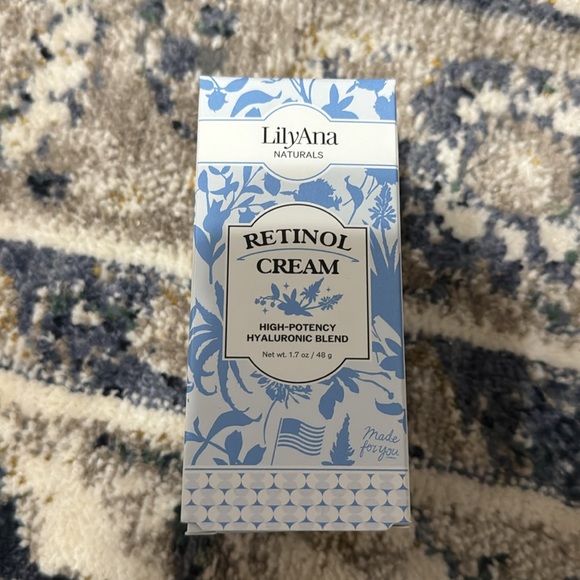 LilyAna
NATURALS
RETINOL
CREAM
HIGH-POTENCY
HYALURONIC BLEND
Net wt. 1.7 oz / 48 g
Made
for you